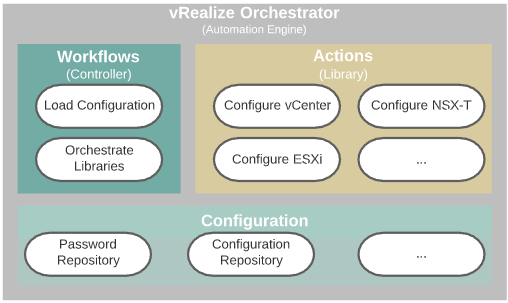 vRealize Orchestrator
(Automation Engine)
Workflows
(Controller)
Load Configuration
Orchestrate
Libraries
Actions
(Library)
Configure vCenter
Configure NSX-T
Configure ESXi
...
Configuration
Password
Repository
Configuration
Repository
...